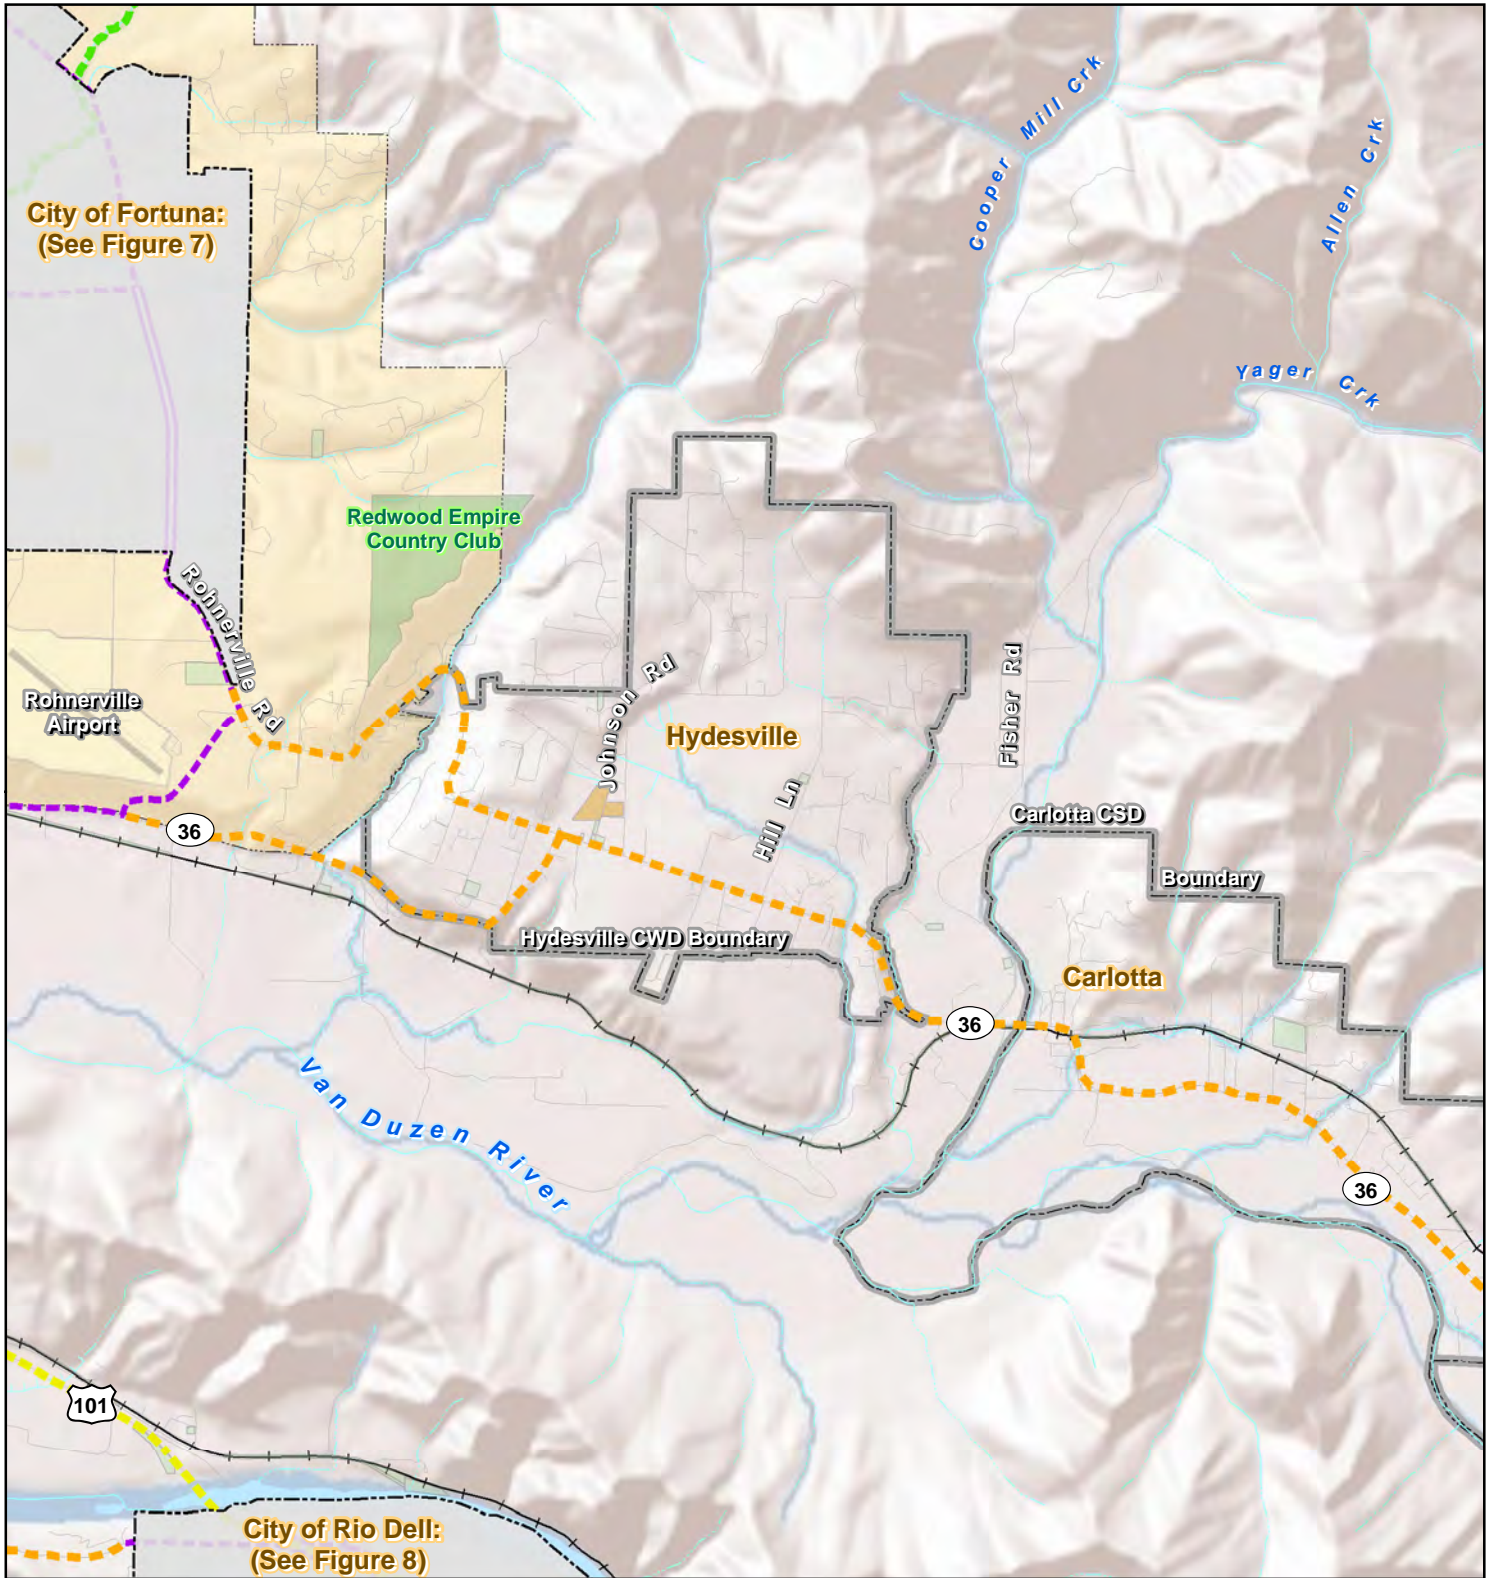 Cooper Mill Crk
Allen Crk
City of Fortuna:
(See Figure 7)
Yager Crk
Redwood Empire
Country Club
Rohnerville Rd
Rohnerville
Airport
Johnson Rd
Hydesville
Fisher Rd
Hill Ln
36
Carlotta CSD
Boundary
Hydesville CWD Boundary
Carlotta
36
Van Duzen River
36
101
City of Rio Dell:
(See Figure 8)